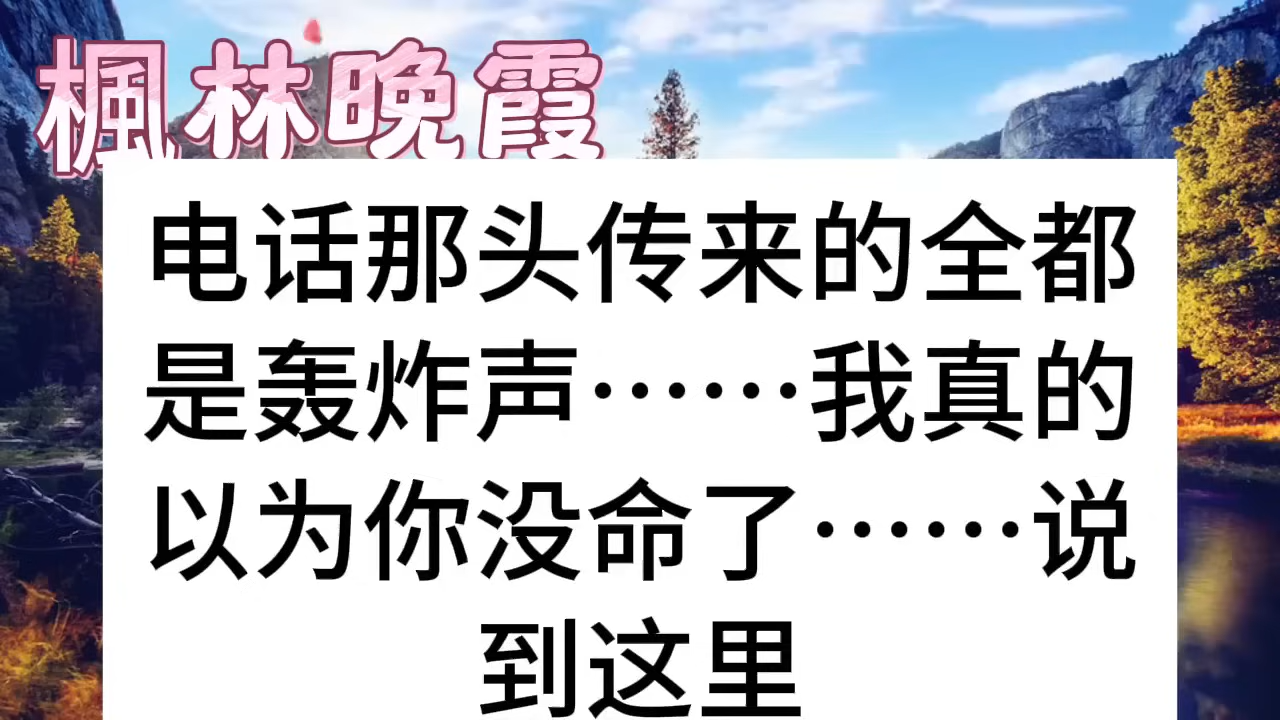 楓林晚霞
电话那头传来的全都
是轰炸声……我真的
以为你没命了……说
到这里